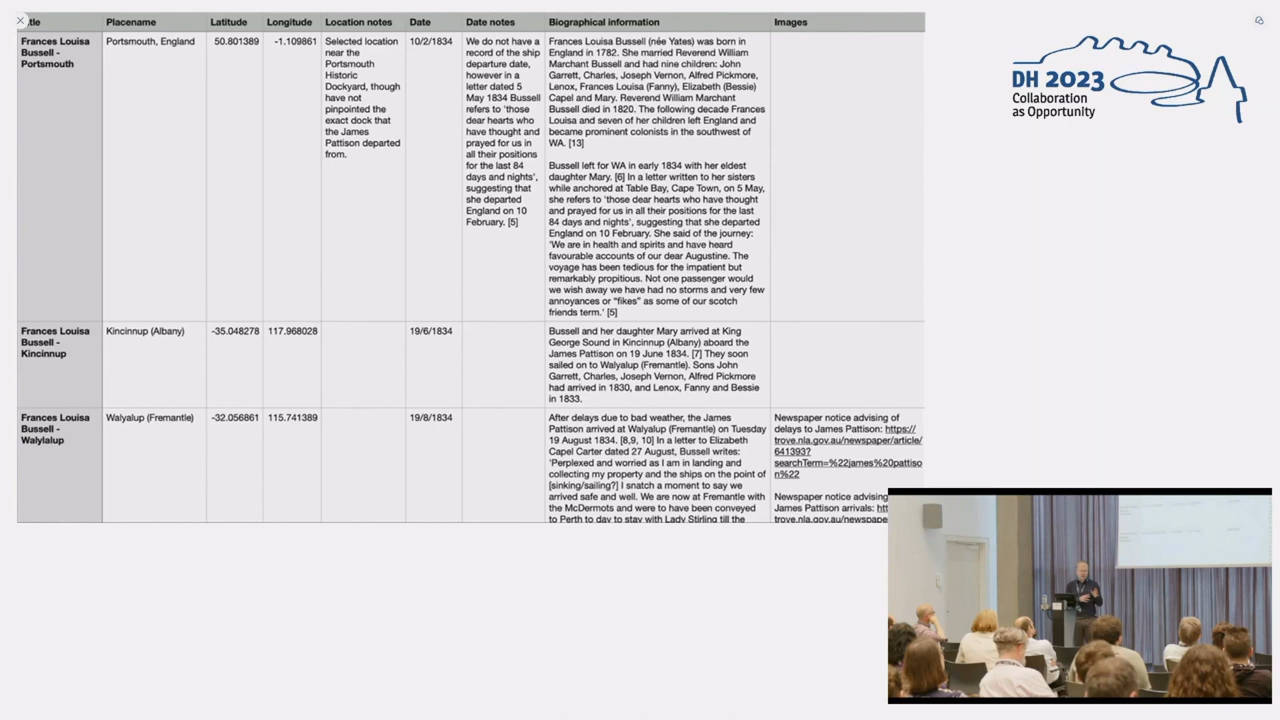 itle
Placename
Latitude
Longitude
Location notes
Date
Date notes
Biographical information
Images
Frances Louisa
Bussell -
Portsmouth
Portsmouth, England
50.801389
-1.109861
Selected location
near the
Portsmouth
Historic
Dockyard, though
have not
pinpointed the
exact dock that
the James
Pattison departed
from.
10/2/1834
We do not have a
record of the ship
departure date,
however in a
letter dated 5
May 1834 Bussell
refers to 'those
dear hearts who
have thought and
prayed for us in
all their positions
for the last 84
days and nights',
suggesting that
she departed
England on 10
February. [5]
Frances Louisa Bussell (née Yates) was born in
England in 1782. She married Reverend William
Marchant Bussell and had nine children: John
Garrett, Charles, Joseph Vernon, Alfred Pickmore,
Lenox, Frances Louisa (Fanny), Elizabeth (Bessie)
Capel and Mary. Reverend William Marchant
Bussell died in 1820. The following decade Frances
Louisa and seven of her children left England and
became prominent colonists in the southwest of
WA. [13]
Bussell left for WA in early 1834 with her eldest
daughter Mary. [6] In a letter written to her sisters
while anchored at Table Bay, Cape Town, on 5 May,
she refers to 'those dear hearts who have thought
and prayed for us in all their positions for the last
84 days and nights', suggesting that she departed
England on 10 February. She said of the journey:
'We are in health and spirits and have heard
favourable accounts of our dear Augustine. The
voyage has been tedious for the impatient but
remarkably propitious. Not one passenger would
we wish away we have had no storms and very few
annoyances or "fikes" as some of our scotch
friends term.' [5]
Frances Louisa
Bussell -
Kincinnup
Kincinnup (Albany)
-35.048278
117.968028
19/6/1834
Bussell and her daughter Mary arrived at King
George Sound in Kincinnup (Albany) aboard the
James Pattison on 19 June 1834. [7] They soon
sailed on to Walyalup (Fremantle). Sons John
Garrett, Charles, Joseph Vernon, Alfred Pickmore
had arrived in 1830, and Lenox, Fanny and Bessie
in 1833.
Frances Louisa
Bussell -
Walylalup
Walyalup (Fremantle)
-32.056861
115.741389
19/8/1834
After delays due to bad weather, the James
Pattison arrived at Walyalup (Fremantle) on Tuesday
19 August 1834. [8,9, 10] In a letter to Elizabeth
Capel Carter dated 27 August, Bussell writes:
'Perplexed and worried as I am in landing and
collecting my property and the ships on the point of
[sinking/sailing?] I snatch a moment to say we
arrived safe and well. We are now at Fremantle with
the McDermots and were to have been conveyed
to Perth to day to stay with Lady Stirling till the
Newspaper notice advising of
delays to James Pattison: https://
trove.nla.gov.au/newspaper/article/
641393?
searchTerm=%22james%20pattiso
n%22
Newspaper notice advising
James Pattison arrivals: htt
trove.nla.gov.au/newspape
DH 2023
Collaboration
as Opportunity